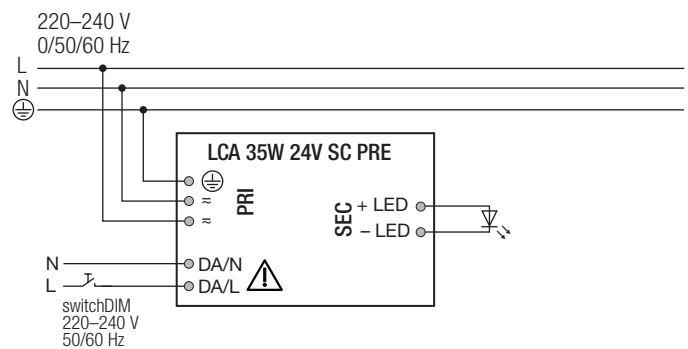 220–240 V
0/50/60 Hz
L
N
LCA 35W 24V SC PRE
PRI
≂
≂
SEC
+ LED
– LED
N
DA/N
L
DA/L
switchDIM
220–240 V
50/60 Hz